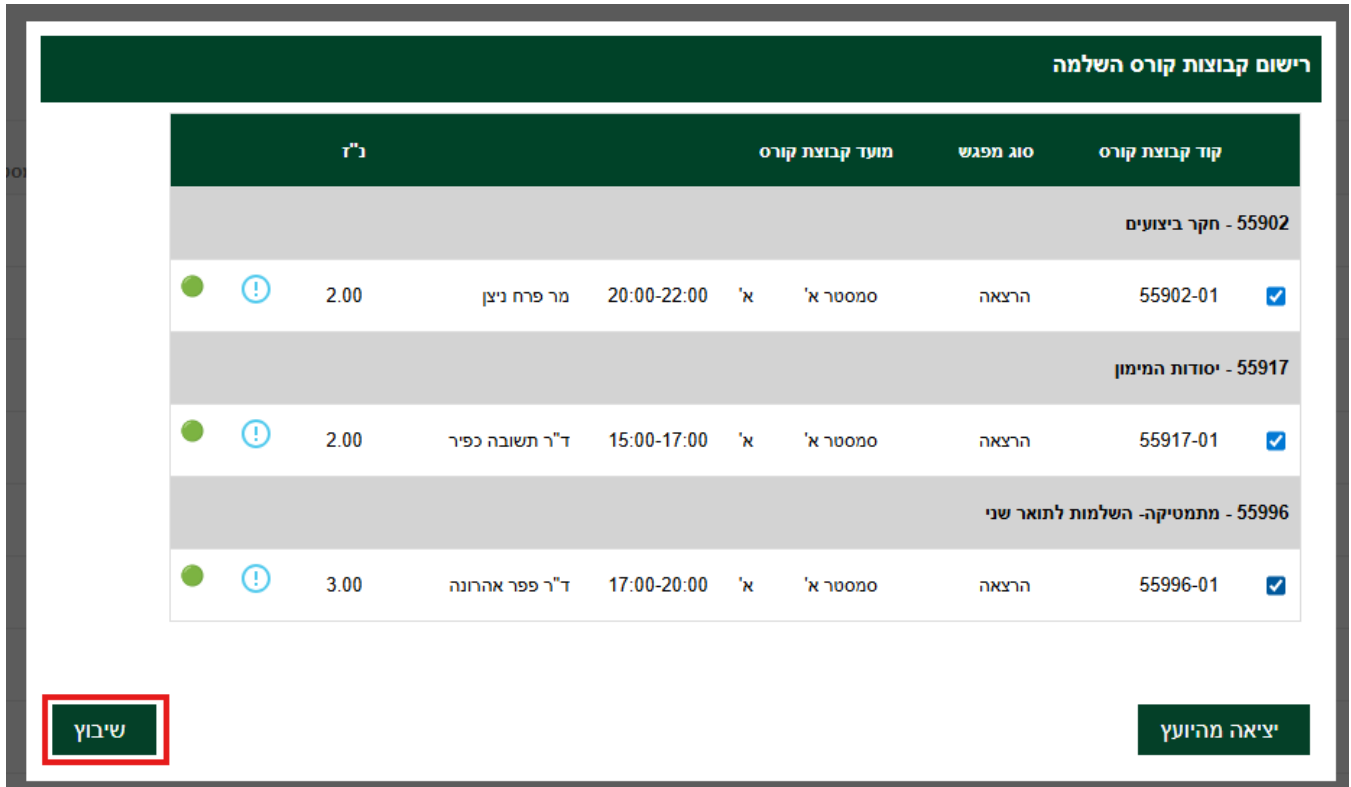 רישום קבוצות קורס השלמה
קוד קבוצת קורס סוג מפגש מועד קבוצת קורס נ"ז
55902 - חקר ביצועים
55902-01 הרצאה סמסטר א' א' 20:00-22:00 מר פרח ניצן 2.00
55917 - יסודות המימון
55917-01 הרצאה סמסטר א' א' 15:00-17:00 ד"ר תשובה כפיר 2.00
55996 - מתמטיקה- השלמות לתואר שני
55996-01 הרצאה סמסטר א' א' 17:00-20:00 ד"ר פפר אהרונה 3.00
יציאה מהיועץ שיבוץ